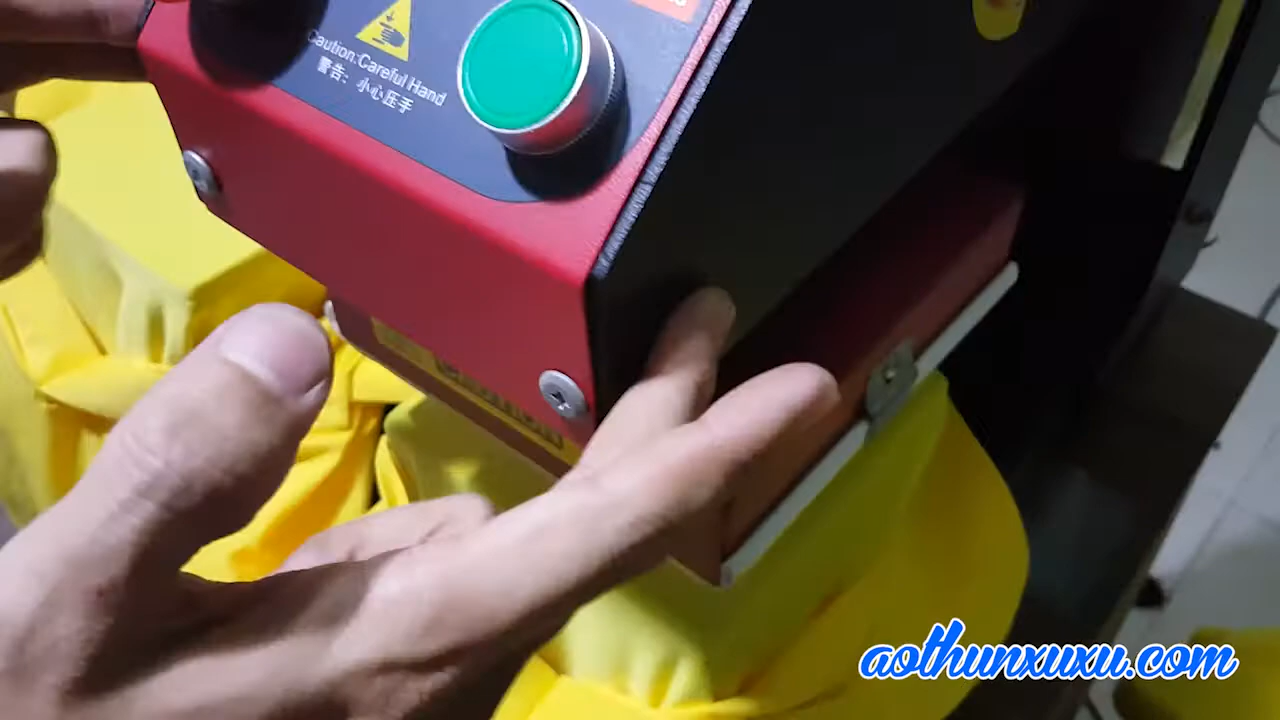 Caution:Careful Hand
警告：小心压手
aothunxuxu.com